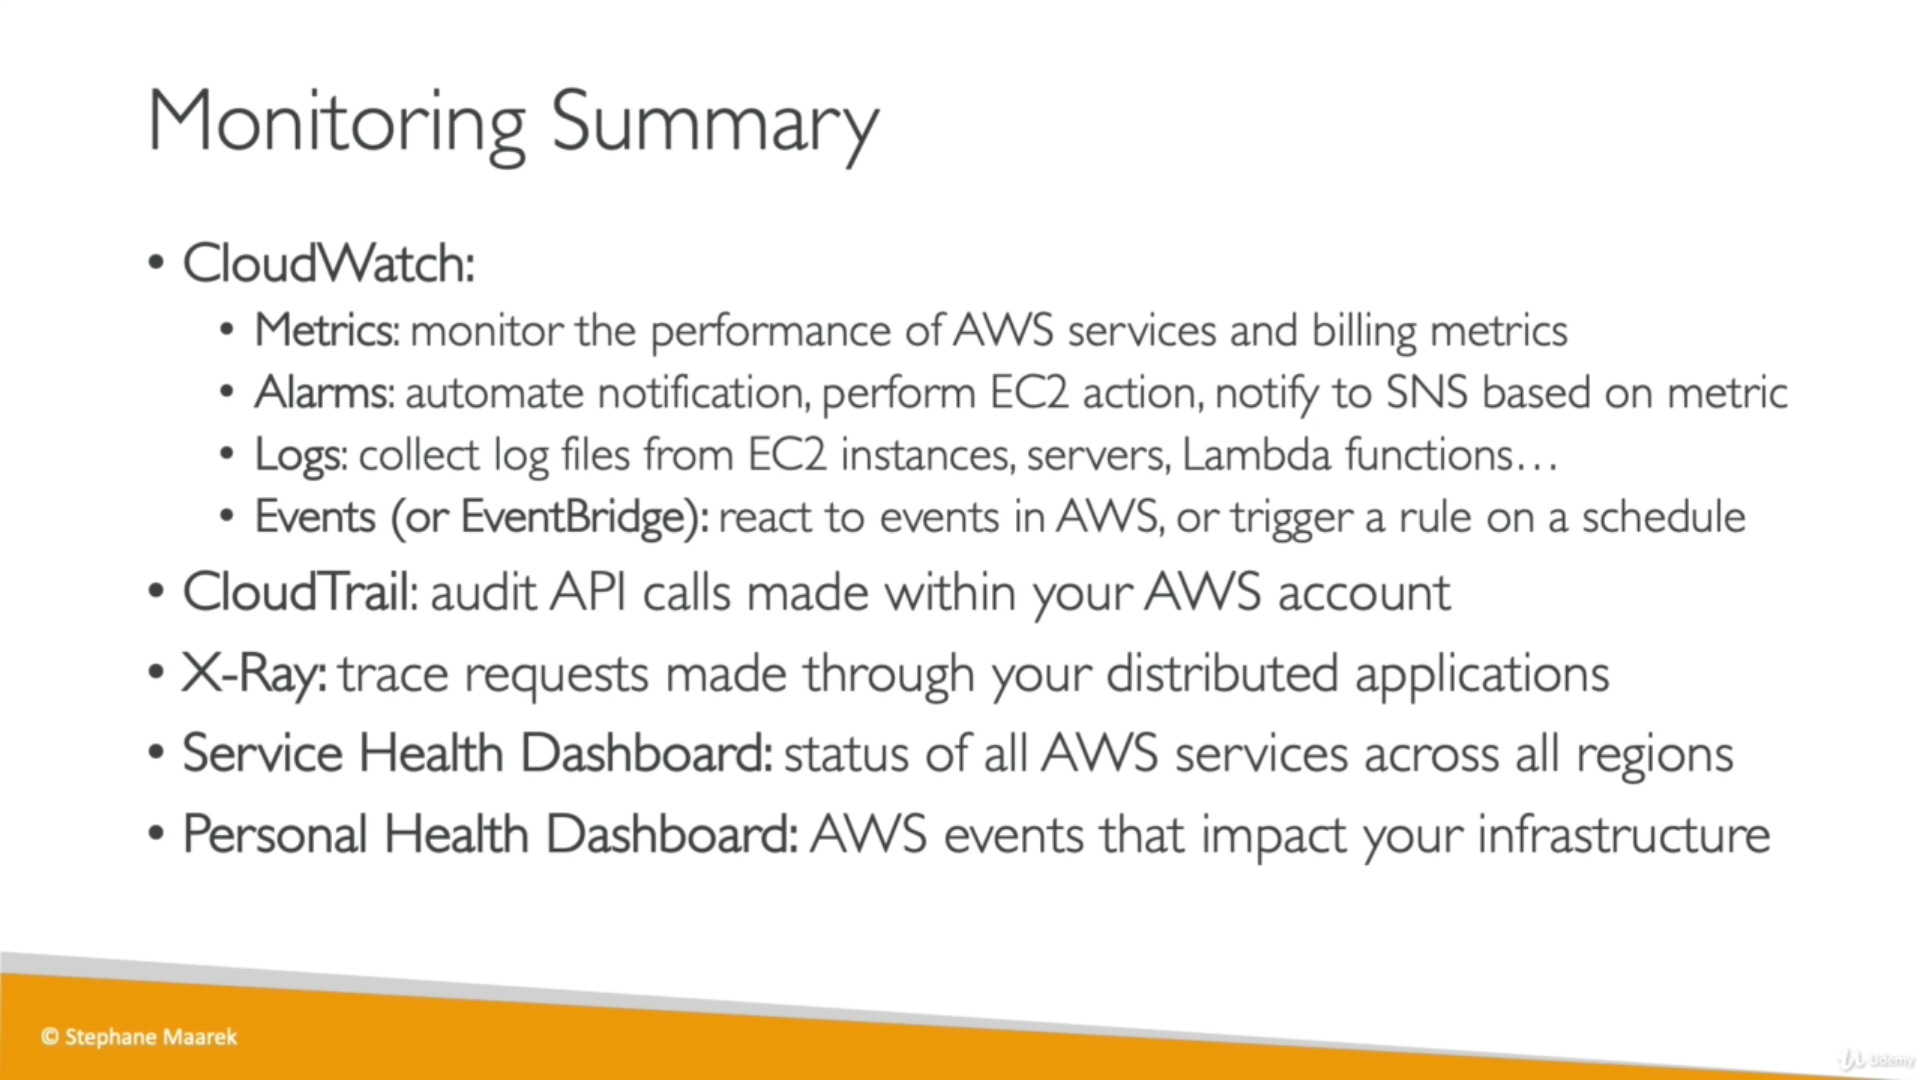 Monitoring Summary
• CloudWatch:
• Metrics: monitor the performance of AWS services and billing metrics
• Alarms: automate notification, perform EC2 action, notify to SNS based on metric
• Logs: collect log files from EC2 instances, servers, Lambda functions…
• Events (or EventBridge): react to events in AWS, or trigger a rule on a schedule
• CloudTrail: audit API calls made within your AWS account
• X-Ray: trace requests made through your distributed applications
• Service Health Dashboard: status of all AWS services across all regions
• Personal Health Dashboard: AWS events that impact your infrastructure
© Stephane Maarek
Udemy